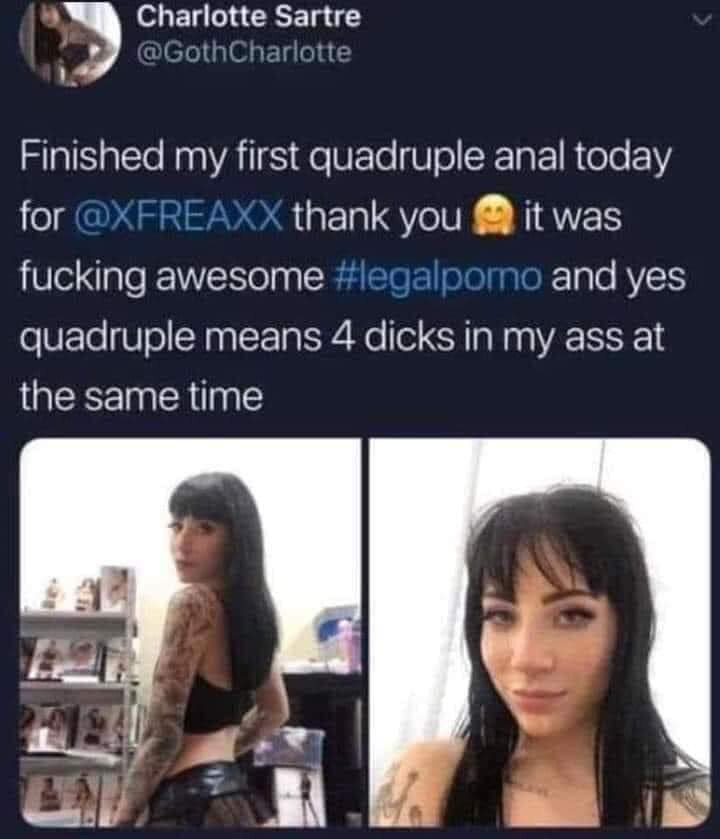 Charlotte Sartre
@GothCharlotte
Finished my first quadruple anal today
for @XFREAXX thank you 🤗 it was
fucking awesome #legalporno and yes
quadruple means 4 dicks in my ass at
the same time